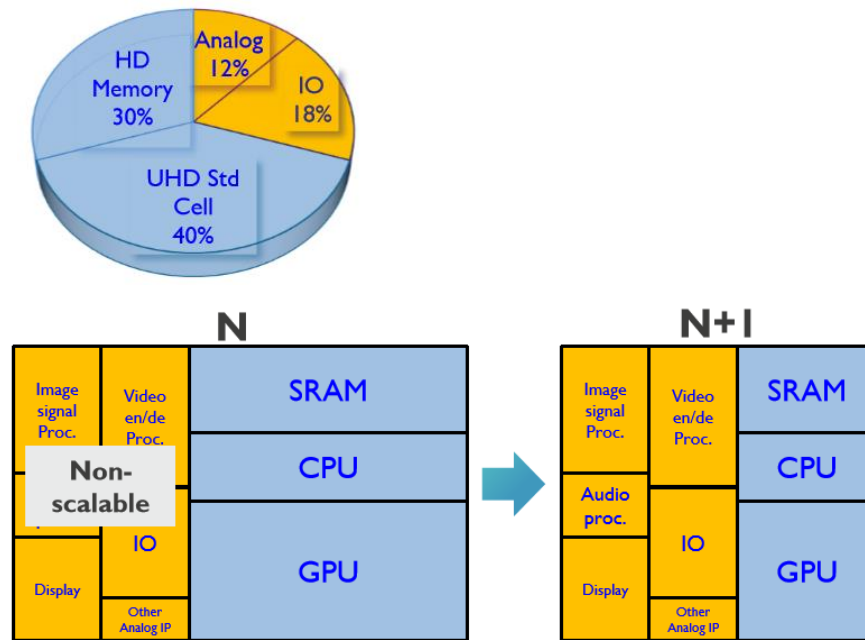 Analog
12%
HD
Memory
30%
IO
18%
UHD Std
Cell
40%
N
N+1
Image
signal
Proc.
Video
en/de
Proc.
SRAM
Non-
scalable
CPU
IO
Display
Other
Analog IP
GPU
Image
signal
Proc.
Video
en/de
Proc.
SRAM
CPU
Audio
proc.
IO
Display
Other
Analog IP
GPU